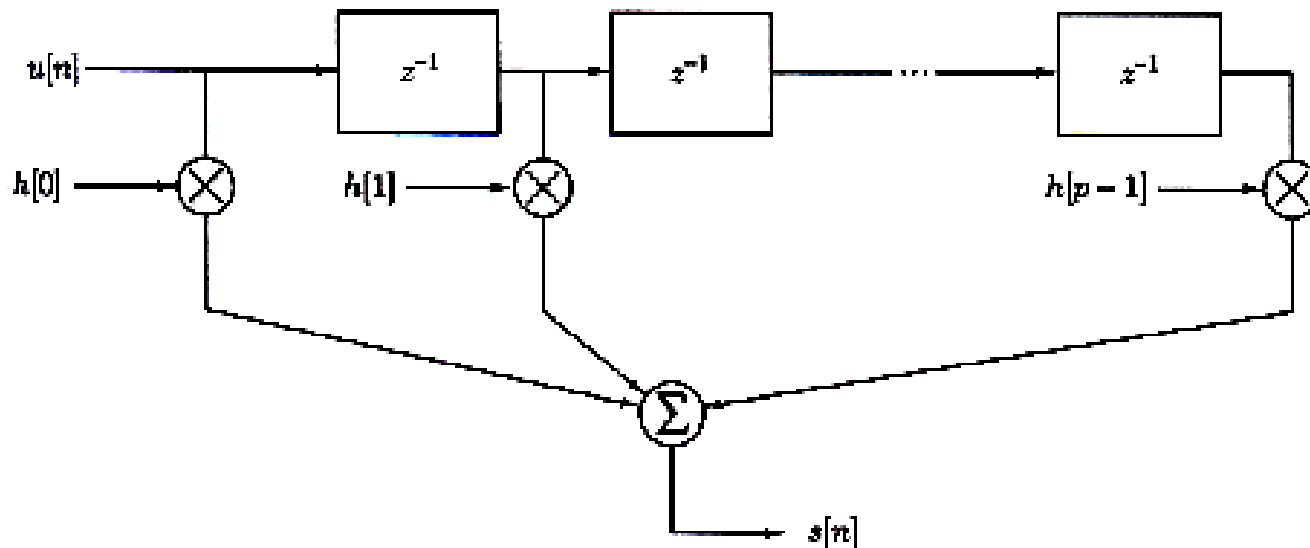 u[n]
z⁻¹
z⁻¹
...
z⁻¹
h[0]
h[1]
h[p − 1]
Σ
s[n]